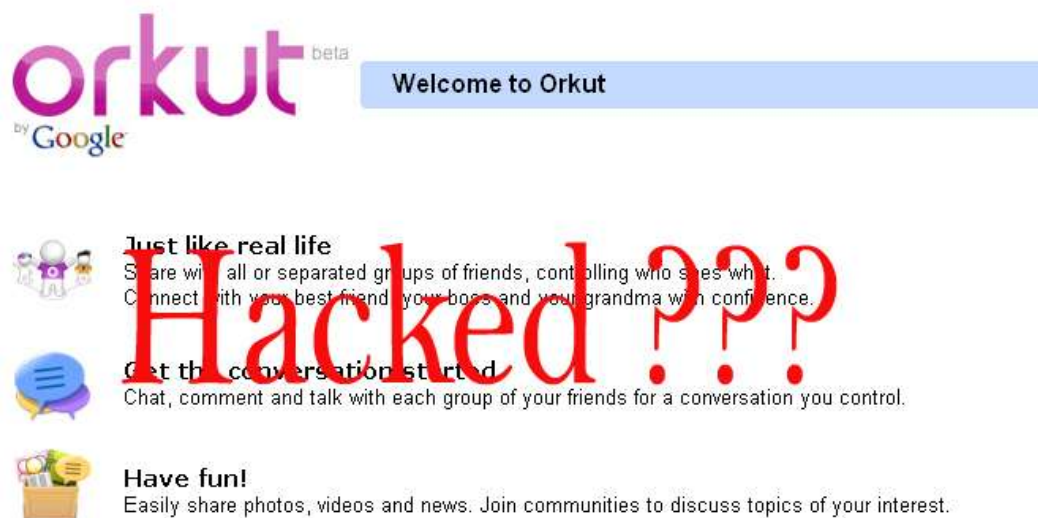 orkut beta
by Google
Welcome to Orkut
Just like real life
Share with all or separated groups of friends, controlling who sees what.
Connect with your best friend, your boss and your grandma with confidence.
Hacked ???
Get the conversation started
Chat, comment and talk with each group of your friends for a conversation you control.
Have fun!
Easily share photos, videos and news. Join communities to discuss topics of your interest.